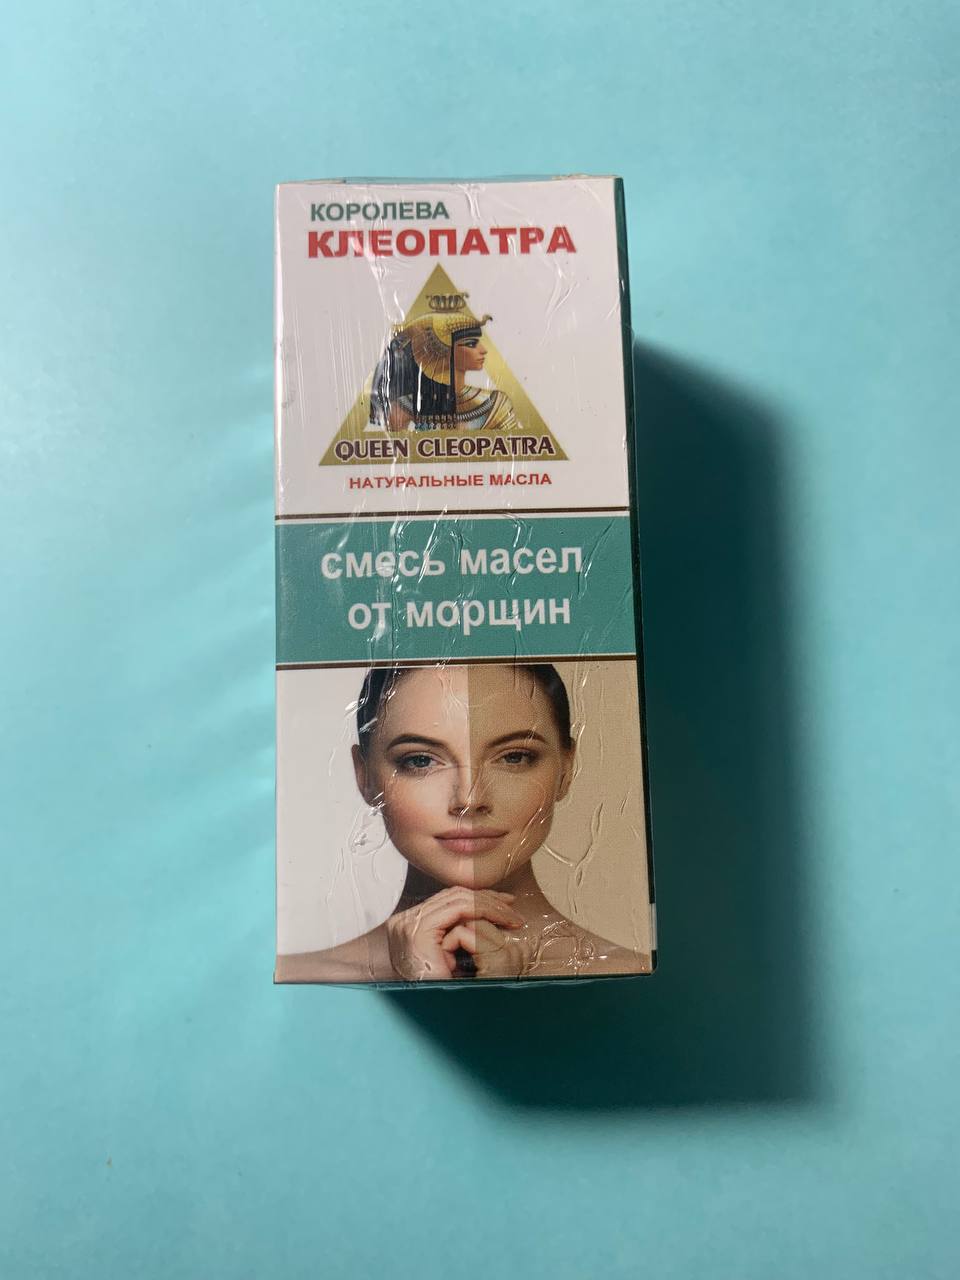 КОРОЛЕВА
КЛЕОПАТРА
QUEEN CLEOPATRA
НАТУРАЛЬНЫЕ МАСЛА
смесь масел
от морщин